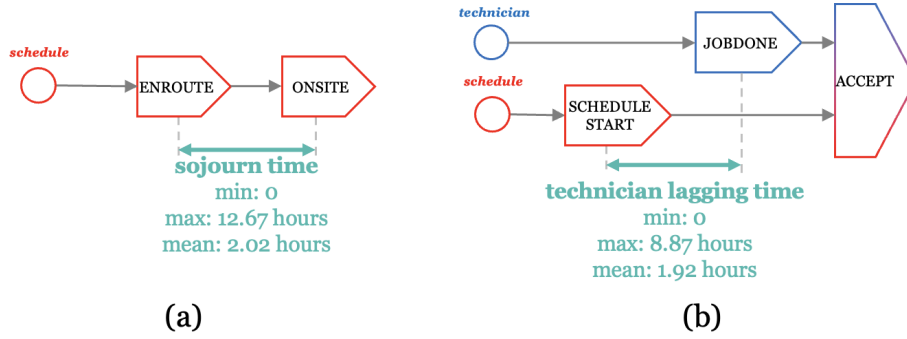 schedule
ENROUTE
ONSITE
sojourn time
min: 0
max: 12.67 hours
mean: 2.02 hours
(a)
technician
JOBDONE
schedule
SCHEDULE
START
ACCEPT
technician lagging time
min: 0
max: 8.87 hours
mean: 1.92 hours
(b)